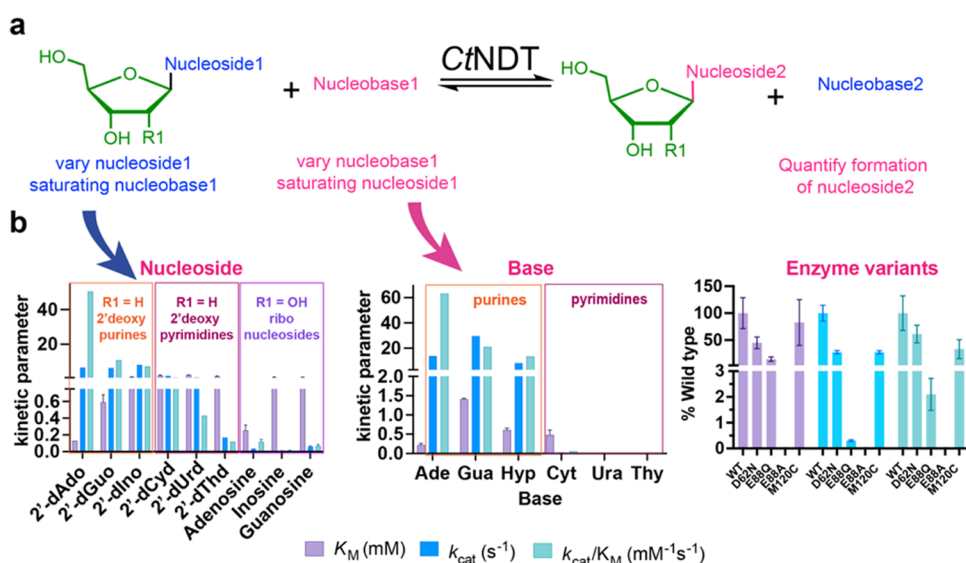 a
HO
O
Nucleoside1
OH
R1
+
Nucleobase1
CtNDT
HO
O
Nucleoside2
OH
R1
+
Nucleobase2
vary nucleoside1
saturating nucleobase1
vary nucleobase1
saturating nucleoside1
Quantify formation
of nucleoside2
b
Nucleoside
kinetic parameter
40
20
0.6
0.4
0.2
0.0
R1 = H
2'deoxy
purines
R1 = H
2'deoxy
pyrimidines
R1 = OH
ribo
nucleosides
2'-dAdo
2'-dGuo
2'-dIno
2'-dCyd
2'-dUrd
2'-dThd
Adenosine
Inosine
Guanosine
Base
kinetic parameter
60
40
20
2.0
1.5
1.0
0.5
0.0
purines
pyrimidines
Ade Gua Hyp Cyt Ura Thy
Base
Enzyme variants
% Wild type
150
100
50
3
2
1
0
WT
D62N
E88Q
E88A
M120C
WT
D62N
E88Q
E88A
M120C
WT
D62N
E88Q
E88A
M120C
KM (mM)
kcat (s-1)
kcat/KM (mM-1s-1)